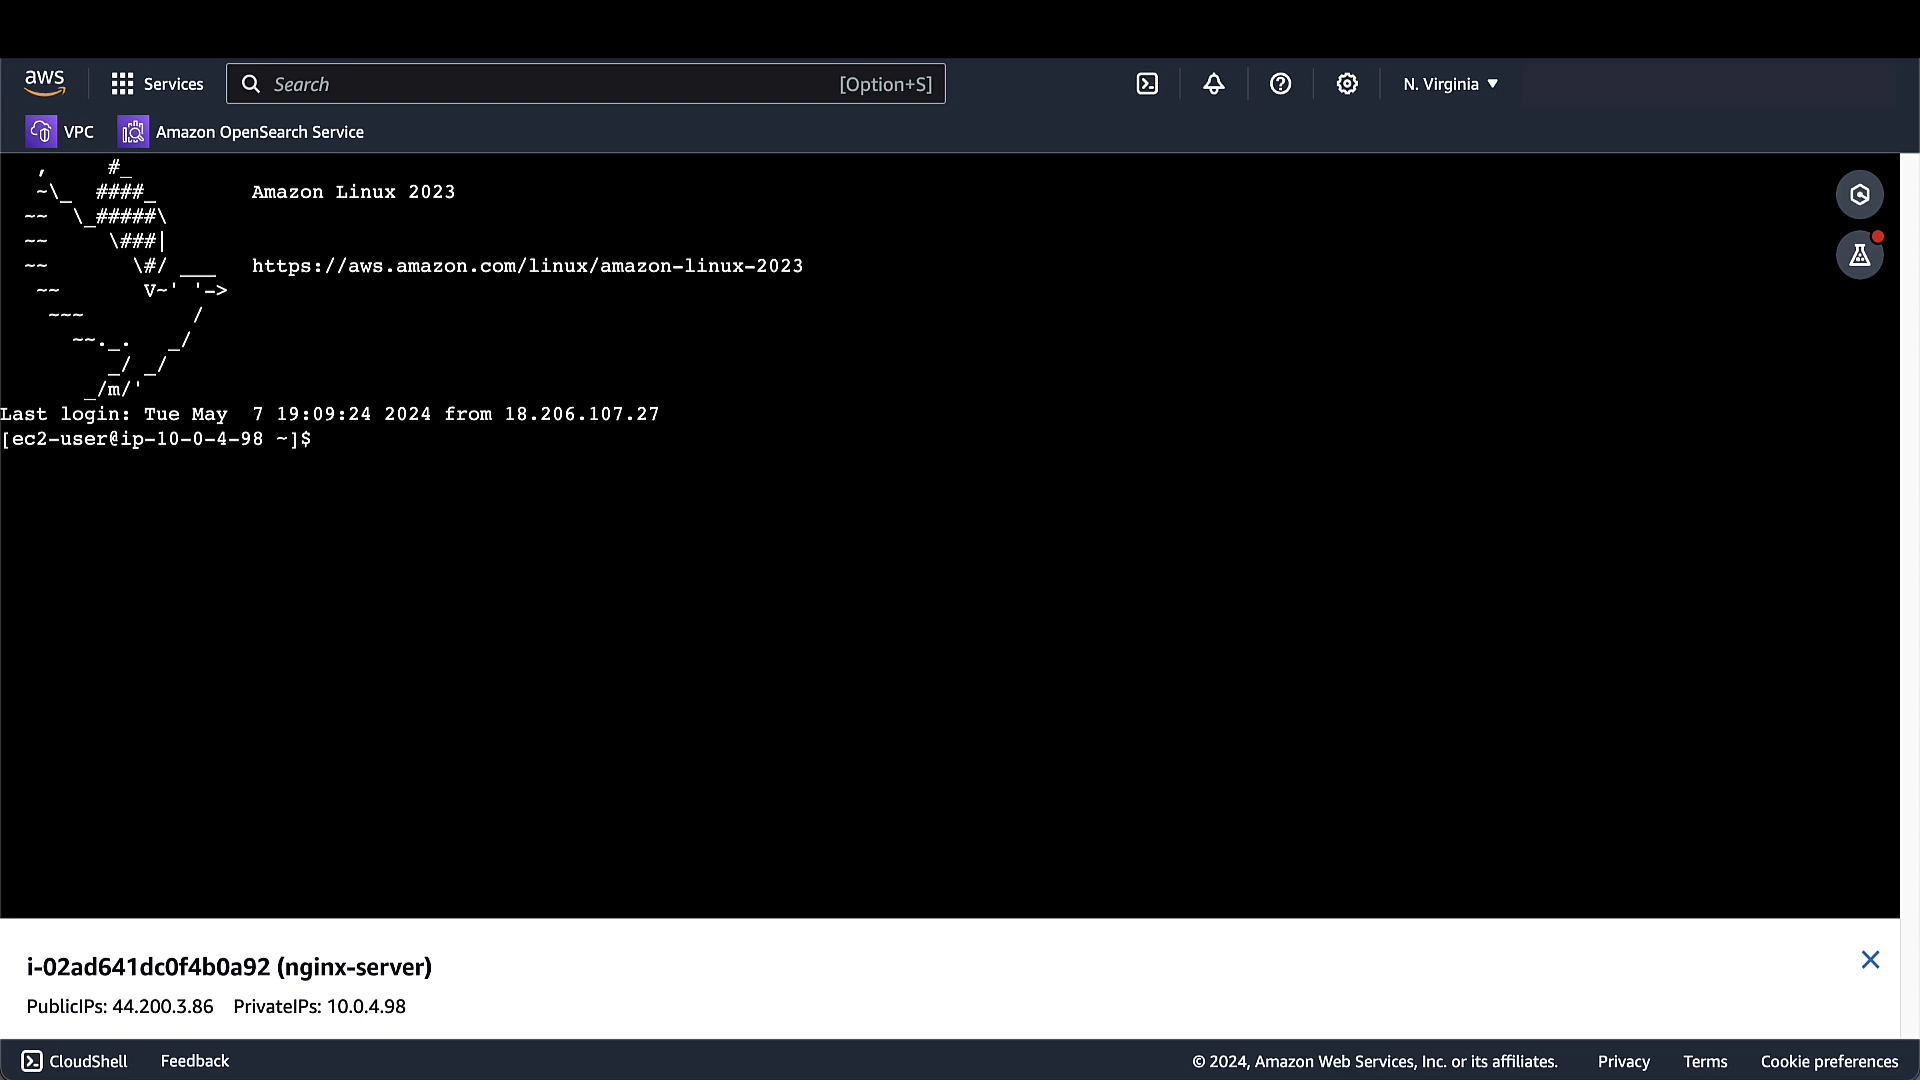 aws
Services
Search [Option+S]
N. Virginia ▼
VPC
Amazon OpenSearch Service
   ,     #_
   ~\_  ####_        Amazon Linux 2023
  ~~  \_#####\
  ~~     \###|
  ~~       \#/ ___   https://aws.amazon.com/linux/amazon-linux-2023
   ~~       V~' '->
    ~~~         /
      ~~._.   _/
         _/ _/
       _/m/'
Last login: Tue May  7 19:09:24 2024 from 18.206.107.27
[ec2-user@ip-10-0-4-98 ~]$
i-02ad641dc0f4b0a92 (nginx-server)
PublicIPs: 44.200.3.86 PrivateIPs: 10.0.4.98
CloudShell Feedback © 2024, Amazon Web Services, Inc. or its affiliates. Privacy Terms Cookie preferences